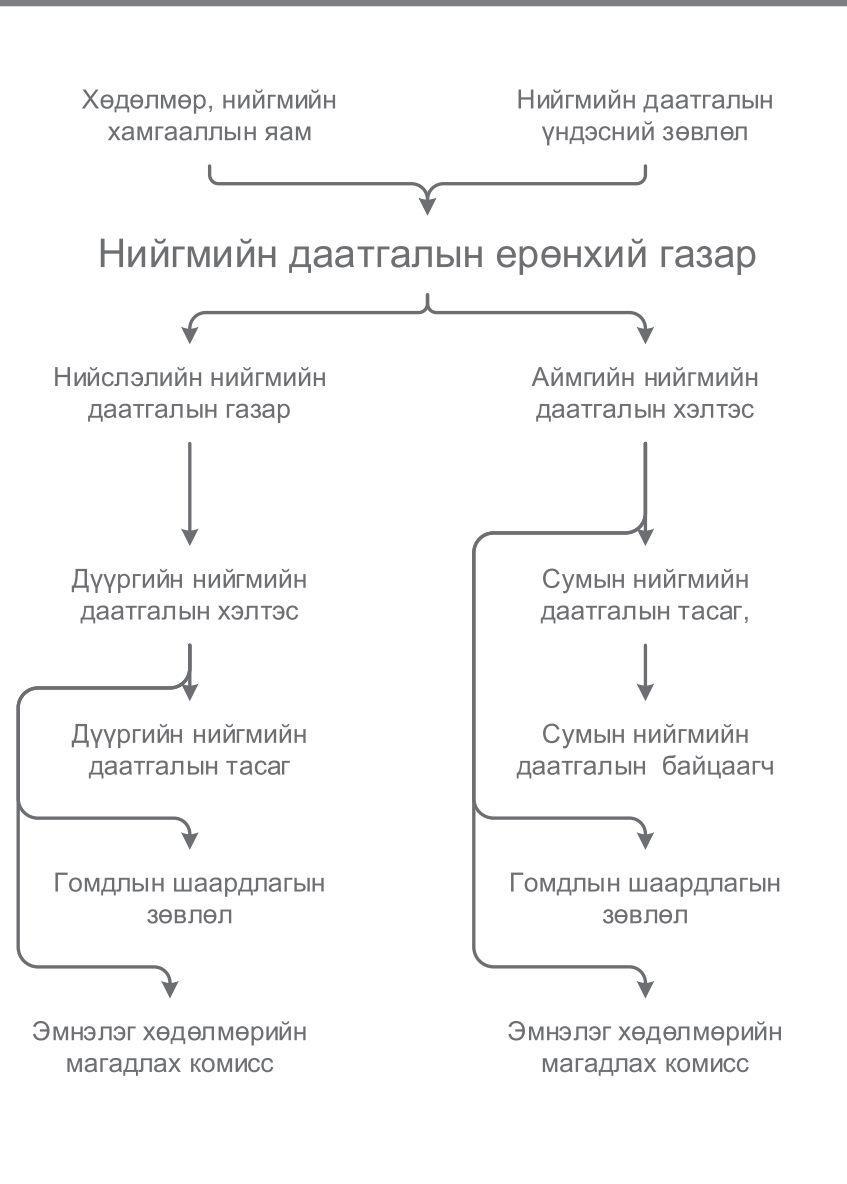 Хөдөлмөр, нийгмийн
хамгааллын яам
Нийгмийн даатгалын
үндэсний зөвлөл
Нийгмийн даатгалын ерөнхий газар
Нийслэлийн нийгмийн
даатгалын газар
Аймгийн нийгмийн
даатгалын хэлтэс
Дүүргийн нийгмийн
даатгалын хэлтэс
Сумын нийгмийн
даатгалын тасаг,
Дүүргийн нийгмийн
даатгалын тасаг
Сумын нийгмийн
даатгалын  байцаагч
Гомдлын шаардлагын
зөвлөл
Гомдлын шаардлагын
зөвлөл
Эмнэлэг хөдөлмөрийн
магадлах комисс
Эмнэлэг хөдөлмөрийн
магадлах комисс